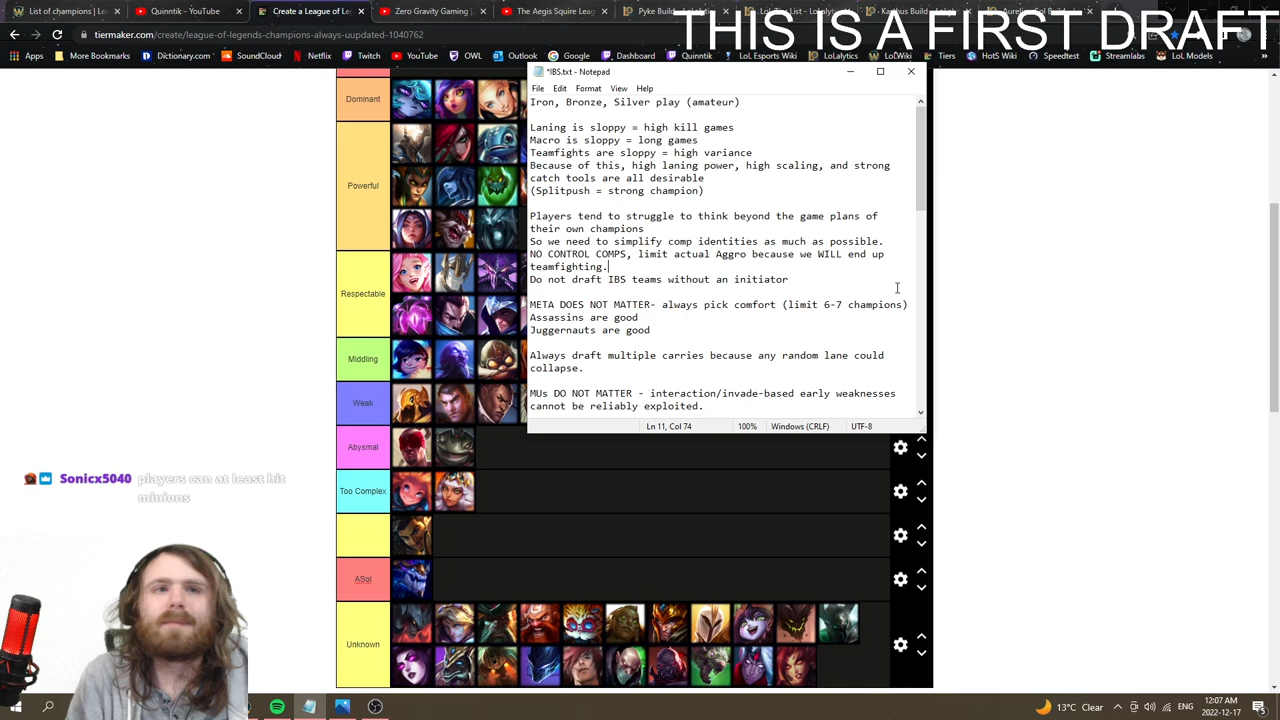 List of champions |
Quinntik - Twitch
Create a League of Legend
Zero Gravity Gaming |
The Aegis Squared
Pyke Build
THIS IS A FIRST DRAFT
tiermaker.com/create/league-of-legends-champions-always-uupdated-1040762
Apps
MoreBookmarks
Dictionary.com
SoundCloud
Netflix
Twitch
YouTube
OWL
Outlook
Google
Dashboard
Quinntik
LoL Esports Wiki
LoLalytics
LoLWiki
HotS Wiki
Speedtest
Streamlabs
LoL Models
*IBS.txt - Notepad
File Edit Format View Help
Iron, Bronze, Silver play (amateur)
Laning is sloppy = high kill games
Macro is sloppy = long games
Teamfights are sloppy = high variance
Because of this, high laning power, high scaling, and strong
catch tools are all desirable
(Splitpush = strong champion)
Players tend to struggle to think beyond the game plans of
their own champions
So we need to simplify comp identities as much as possible.
NO CONTROL COMPS, limit actual Aggro because we WILL end up
teamfighting.
Do not draft IBS teams without an initiator
META DOES NOT MATTER- always pick comfort (limit 6-7 champions)
Assassins are good
Juggernauts are good
Always draft multiple carries because any random lane could
collapse.
MUs DO NOT MATTER - interaction/invade-based early weaknesses
cannot be reliably exploited.
Ln 11, Col 74
100%
Windows (CRLF)
UTF-8
Dominant
Powerful
Respectable
Middling
Weak
Abysmal
Too Complex
ASol
Unknown
Sonicx5040 players can at least hit
minions
13°C Clear
ENG
12:07 AM
2022-12-17